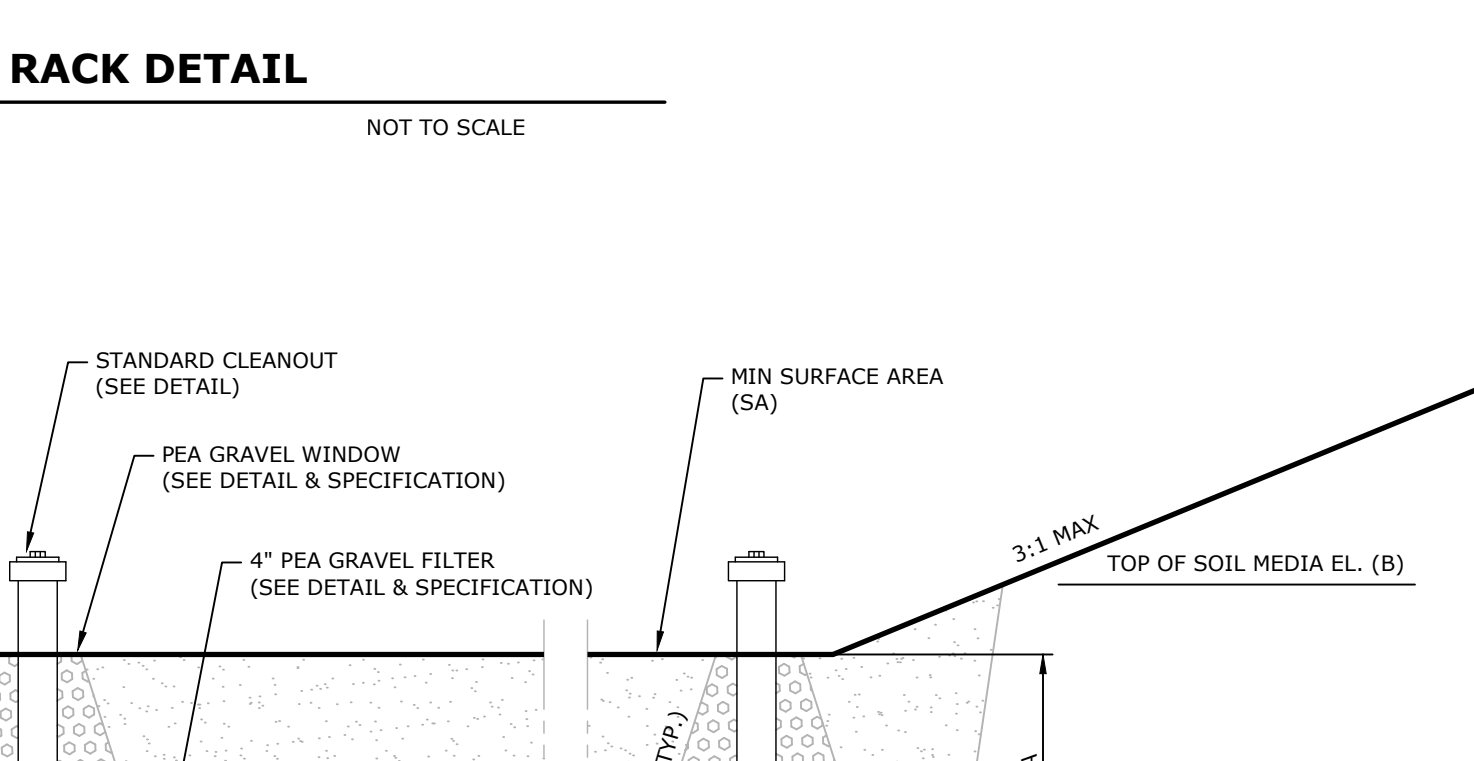 RACK DETAIL
NOT TO SCALE
STANDARD CLEANOUT
(SEE DETAIL)
MIN SURFACE AREA
(SA)
PEA GRAVEL WINDOW
(SEE DETAIL & SPECIFICATION)
4" PEA GRAVEL FILTER
(SEE DETAIL & SPECIFICATION)
3:1 MAX
TOP OF SOIL MEDIA EL. (B)
TYP.)